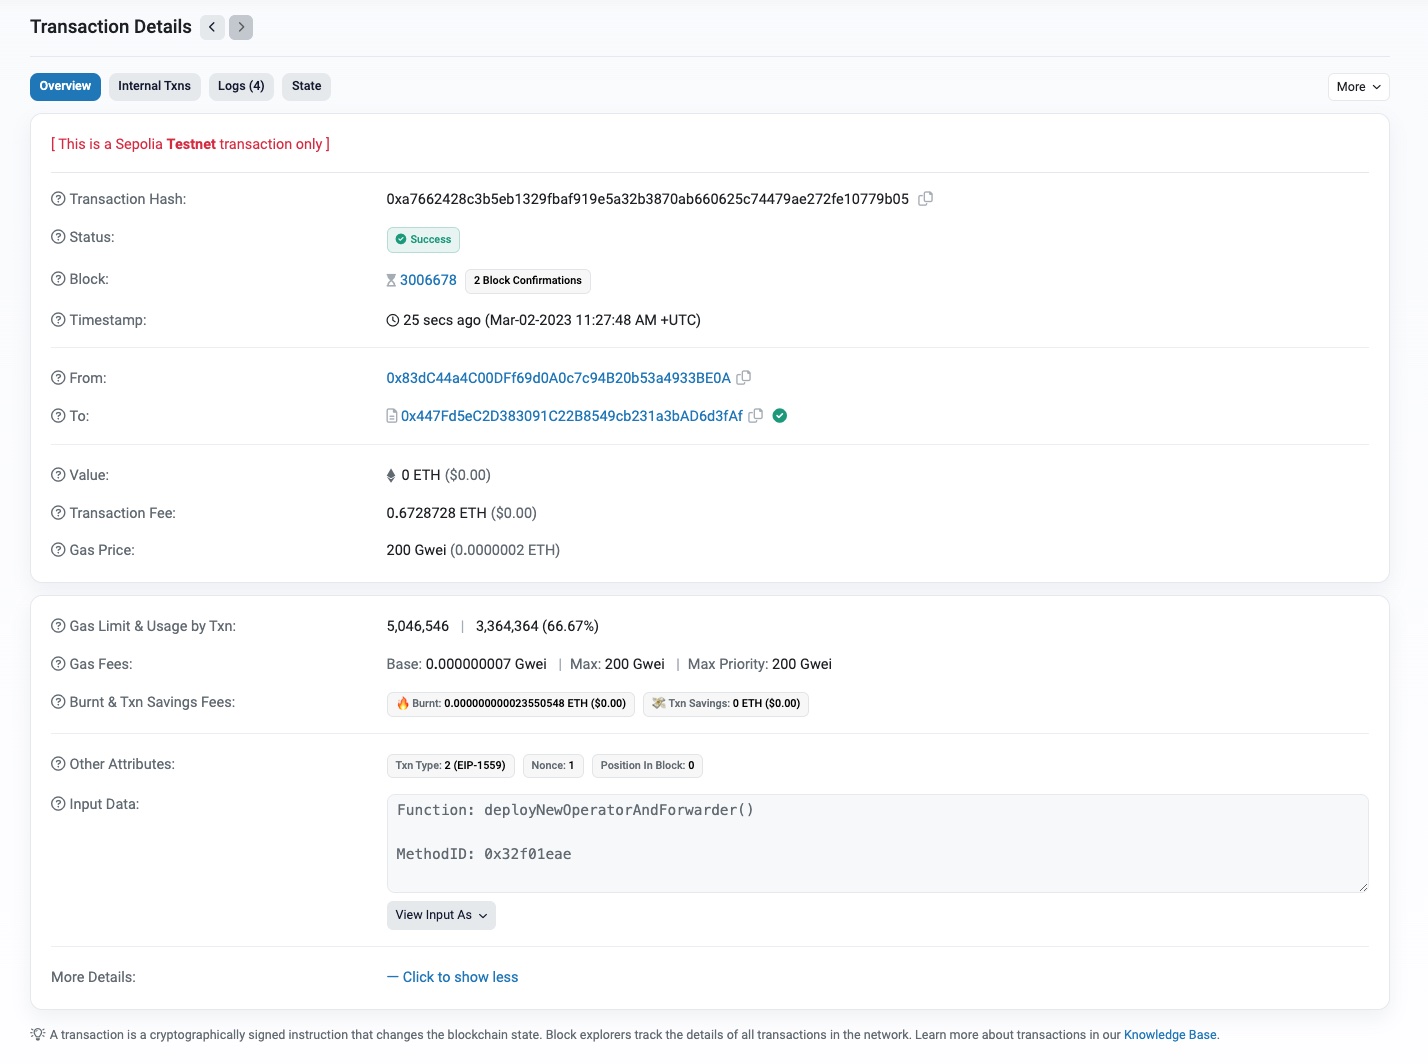 Transaction Details
Overview Internal Txns Logs (4) State More
[ This is a Sepolia Testnet transaction only ]
Transaction Hash: 0xa7662428c3b5eb1329fbaf919e5a32b3870ab660625c74479ae272fe10779b05
Status: Success
Block: 3006678 2 Block Confirmations
Timestamp: 25 secs ago (Mar-02-2023 11:27:48 AM +UTC)
From: 0x83dC44a4C00DFf69d0A0c7c94B20b53a4933BE0A
To: 0x447Fd5eC2D383091C22B8549cb231a3bAD6d3fAf
Value: 0 ETH ($0.00)
Transaction Fee: 0.6728728 ETH ($0.00)
Gas Price: 200 Gwei (0.0000002 ETH)
Gas Limit & Usage by Txn: 5,046,546 | 3,364,364 (66.67%)
Gas Fees: Base: 0.000000007 Gwei | Max: 200 Gwei | Max Priority: 200 Gwei
Burnt & Txn Savings Fees: Burnt: 0.000000000023550548 ETH ($0.00) Txn Savings: 0 ETH ($0.00)
Other Attributes: Txn Type: 2 (EIP-1559) Nonce: 1 Position In Block: 0
Input Data: Function: deployNewOperatorAndForwarder()
MethodID: 0x32f01eae
View Input As
More Details: — Click to show less
A transaction is a cryptographically signed instruction that changes the blockchain state. Block explorers track the details of all transactions in the network. Learn more about transactions in our Knowledge Base.